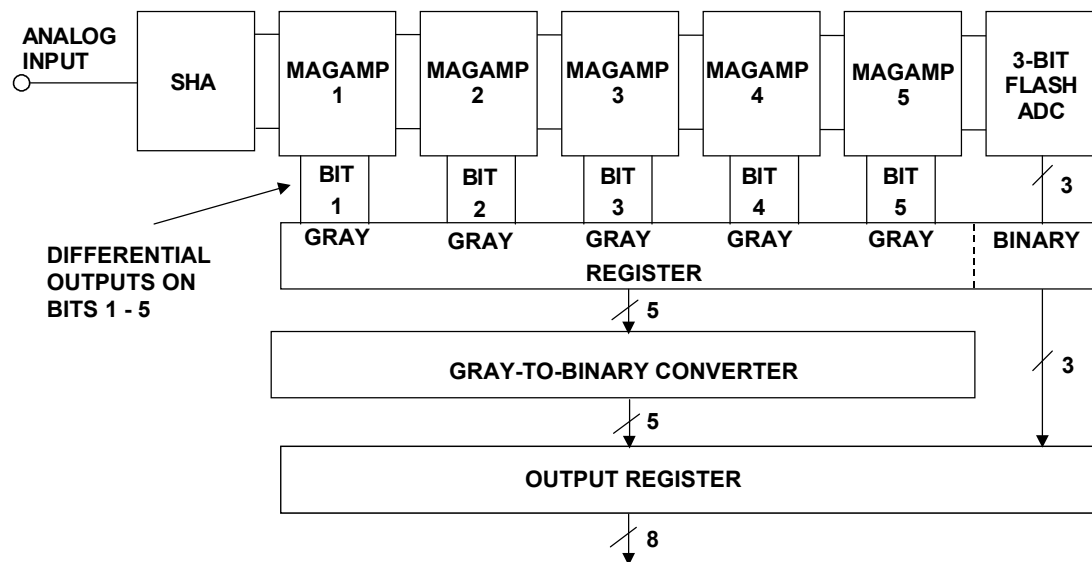 ANALOG
INPUT
SHA
MAGAMP
1
MAGAMP
2
MAGAMP
3
MAGAMP
4
MAGAMP
5
3-BIT
FLASH
ADC
BIT
1
GRAY
BIT
2
GRAY
BIT
3
GRAY
BIT
4
GRAY
BIT
5
GRAY
3
BINARY
DIFFERENTIAL
OUTPUTS ON
BITS 1 - 5
REGISTER
5
3
GRAY-TO-BINARY CONVERTER
5
OUTPUT REGISTER
8